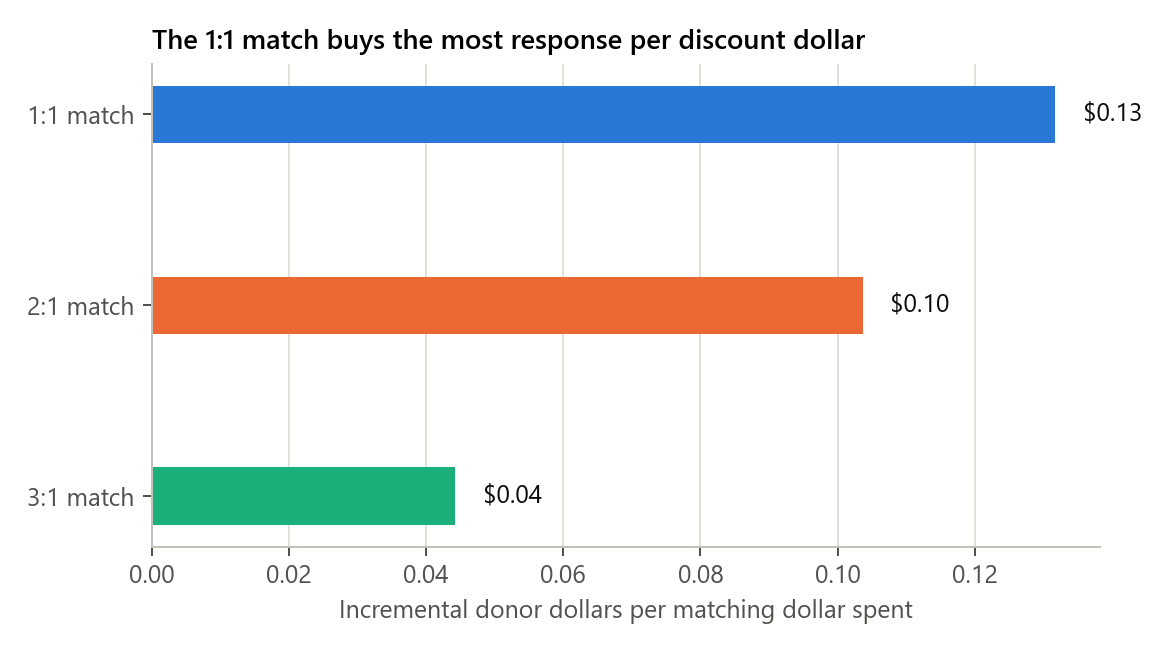 The 1:1 match buys the most response per discount dollar
1:1 match
$0.13
2:1 match
$0.10
3:1 match
$0.04
0.00 0.02 0.04 0.06 0.08 0.10 0.12
Incremental donor dollars per matching dollar spent